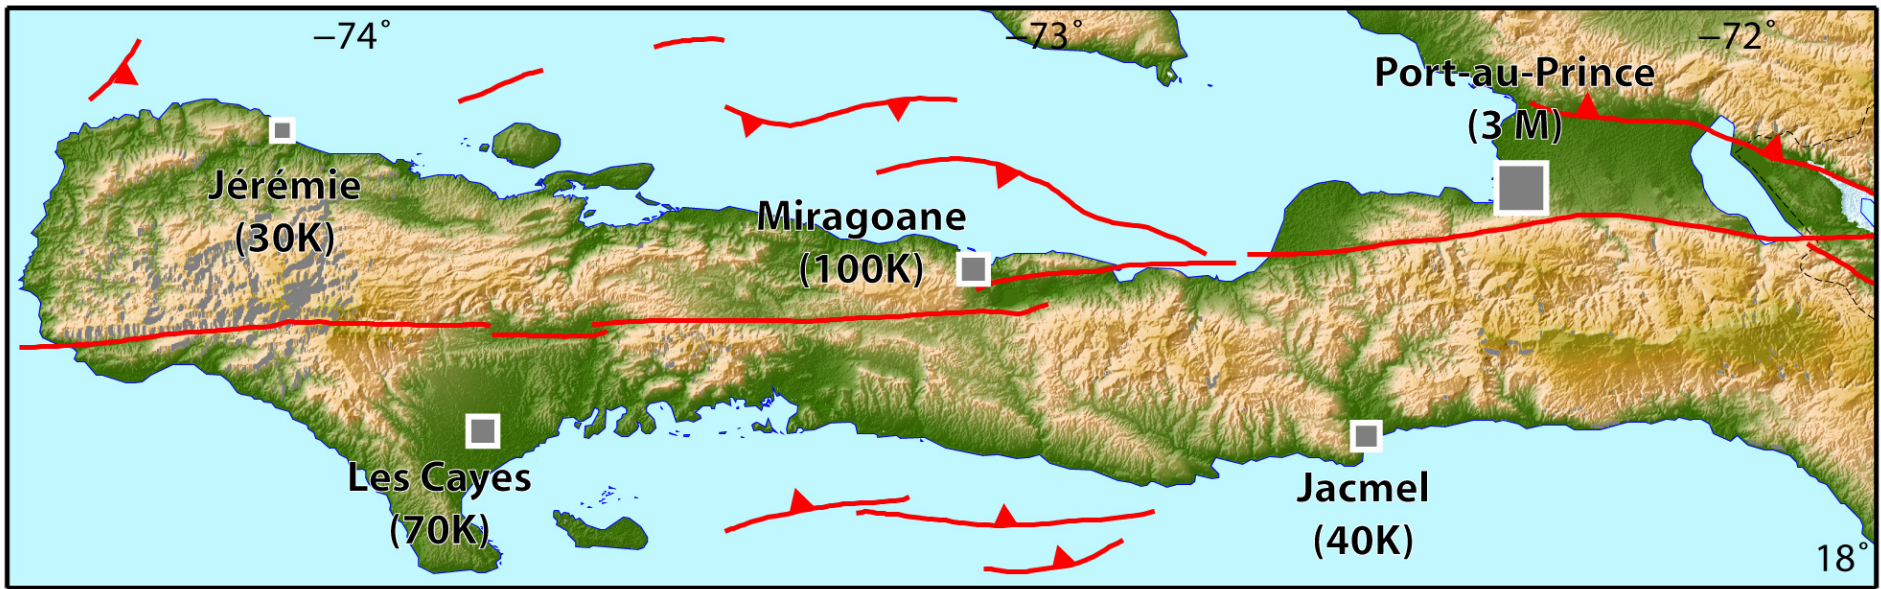 −74˚
−73˚
−72˚
Port-au-Prince
(3 M)
Jérémie
(30K)
Miragoane
(100K)
Les Cayes
(70K)
Jacmel
(40K)
18˚